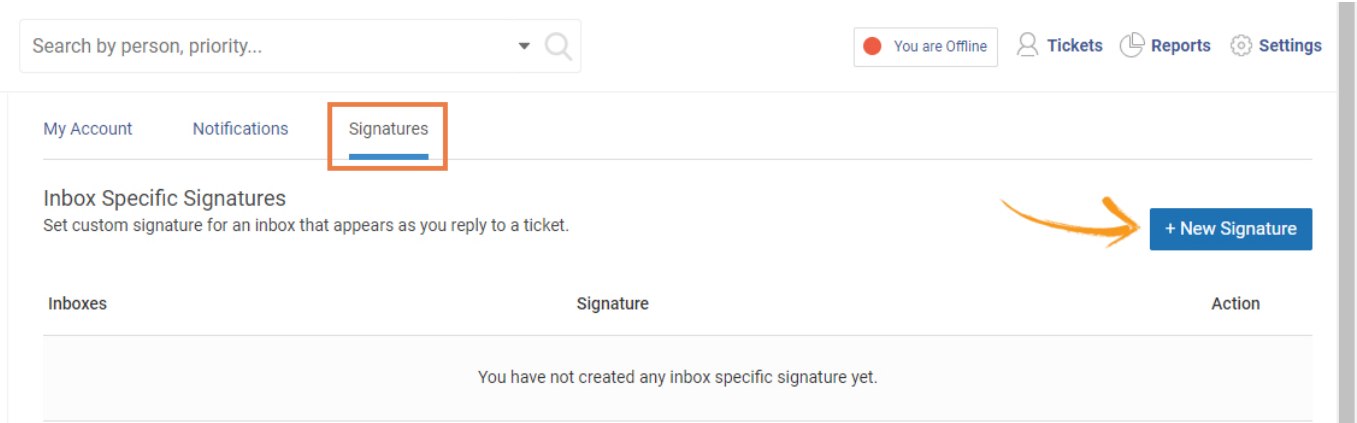 Search by person, priority...
You are Offline
Tickets
Reports
Settings
My Account
Notifications
Signatures
Inbox Specific Signatures
Set custom signature for an inbox that appears as you reply to a ticket.
+ New Signature
Inboxes
Signature
Action
You have not created any inbox specific signature yet.